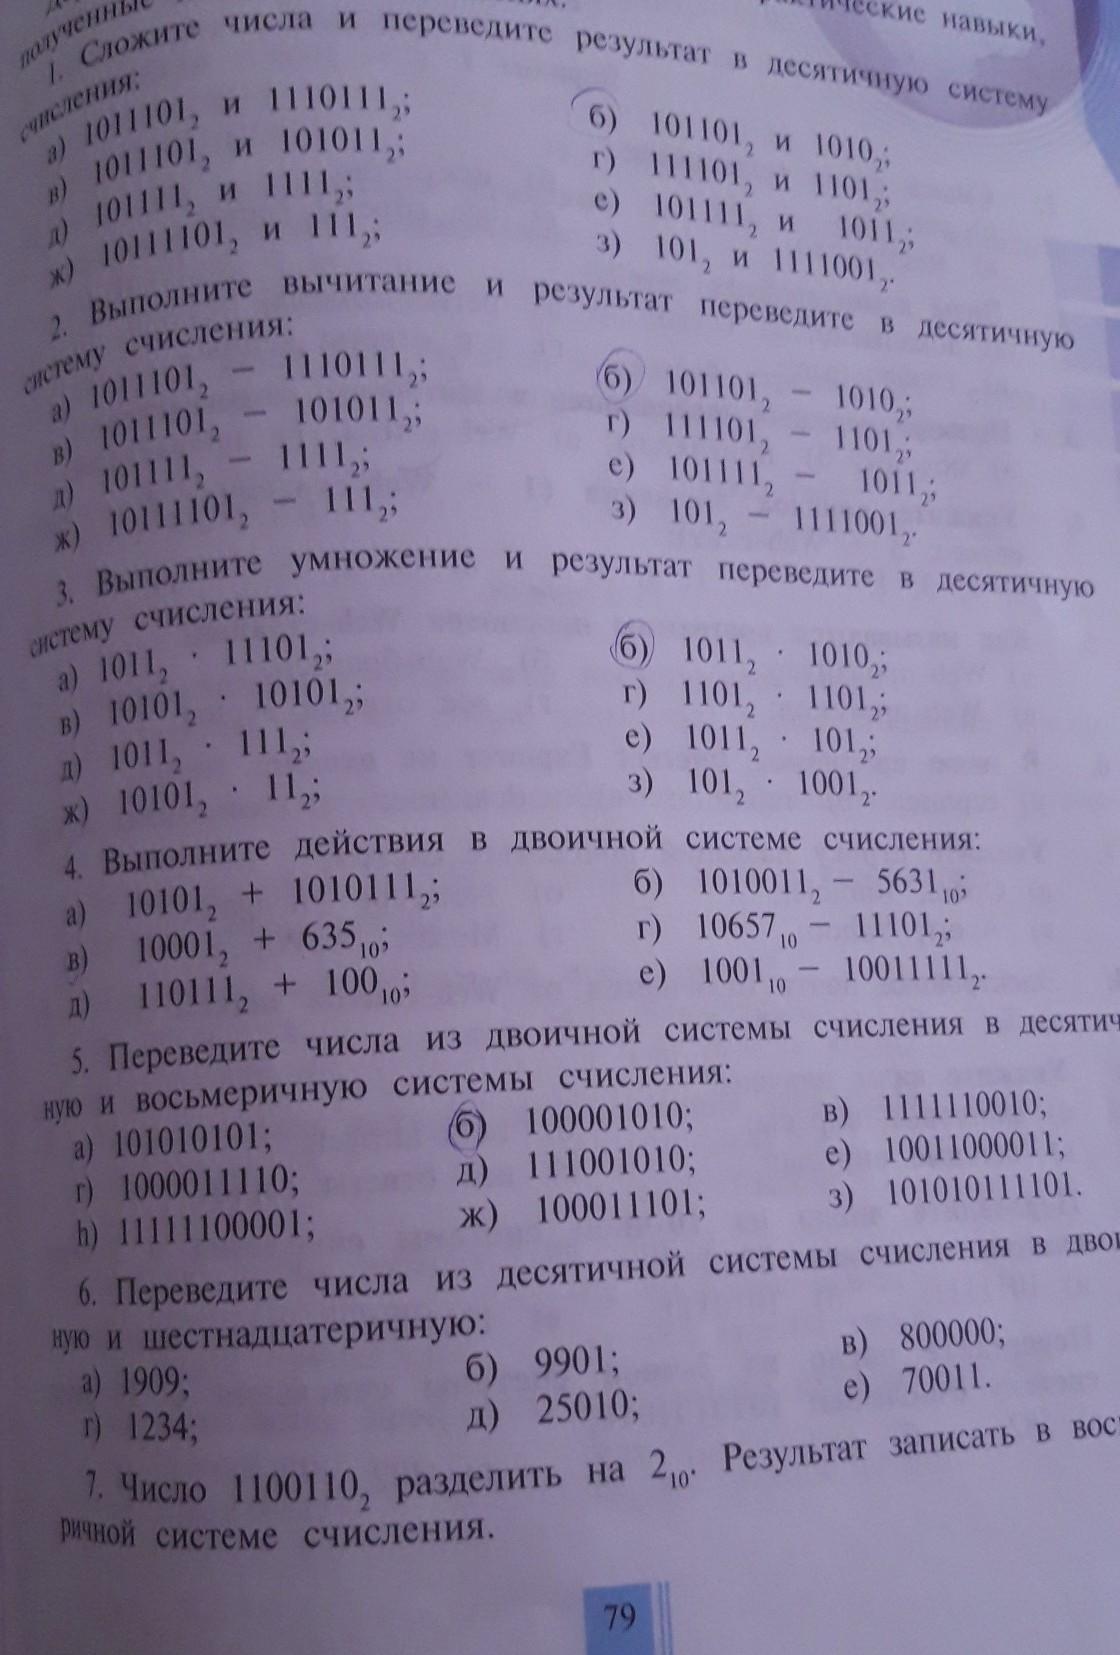 полученные
ические навыки,
1. Сложите числа и переведите результат в десятичную систему
счисления:
а) 1011101₂ и 1110111₂; б) 101101₂ и 1010₂;
в) 1011101₂ и 101011₂; г) 111101₂ и 1101₂;
д) 101111₂ и 1111₂; е) 101111₂ и 1011₂;
ж) 10111101₂ и 111₂; з) 101₂ и 1111001₂.
2. Выполните вычитание и результат переведите в десятичную
систему счисления:
а) 1011101₂ − 1110111₂; б) 101101₂ − 1010₂;
в) 1011101₂ − 101011₂; г) 111101₂ − 1101₂;
д) 101111₂ − 1111₂; е) 101111₂ − 1011₂;
ж) 10111101₂ − 111₂; з) 101₂ − 1111001₂.
3. Выполните умножение и результат переведите в десятичную
систему счисления:
а) 1011₂ · 11101₂; б) 1011₂ · 1010₂;
в) 10101₂ · 10101₂; г) 1101₂ · 1101₂;
д) 1011₂ · 111₂; е) 1011₂ · 101₂;
ж) 10101₂ · 11₂; з) 101₂ · 1001₂.
4. Выполните действия в двоичной системе счисления:
а) 10101₂ + 1010111₂; б) 1010011₂ − 5631₁₀;
в) 10001₂ + 635₁₀; г) 10657₁₀ − 11101₂;
д) 110111₂ + 100₁₀; е) 1001₁₀ − 10011111₂.
5. Переведите числа из двоичной системы счисления в десятич
ную и восьмеричную системы счисления:
а) 101010101; б) 100001010; в) 1111110010;
г) 1000011110; д) 111001010; е) 10011000011;
һ) 11111100001; ж) 100011101; з) 101010111101.
6. Переведите числа из десятичной системы счисления в двои
ную и шестнадцатеричную:
а) 1909; б) 9901; в) 800000;
г) 1234; д) 25010; е) 70011.
7. Число 1100110₂ разделить на 2₁₀. Результат записать в вос
ричной системе счисления.
79